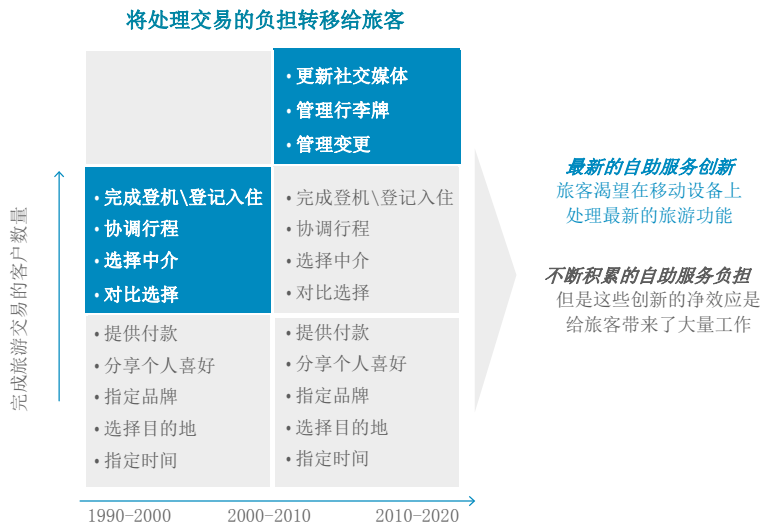 将处理交易的负担转移给旅客
• 更新社交媒体
• 管理行李牌
• 管理变更
• 完成登机\登记入住
• 协调行程
• 选择中介
• 对比选择
• 完成登机\登记入住
• 协调行程
• 选择中介
• 对比选择
• 提供付款
• 分享个人喜好
• 指定品牌
• 选择目的地
• 指定时间
• 提供付款
• 分享个人喜好
• 指定品牌
• 选择目的地
• 指定时间
完成旅游交易的客户数量
1990-2000
2000-2010
2010-2020
最新的自助服务创新
旅客渴望在移动设备上
处理最新的旅游功能
不断积累的自助服务负担
但是这些创新的净效应是
给旅客带来了大量工作